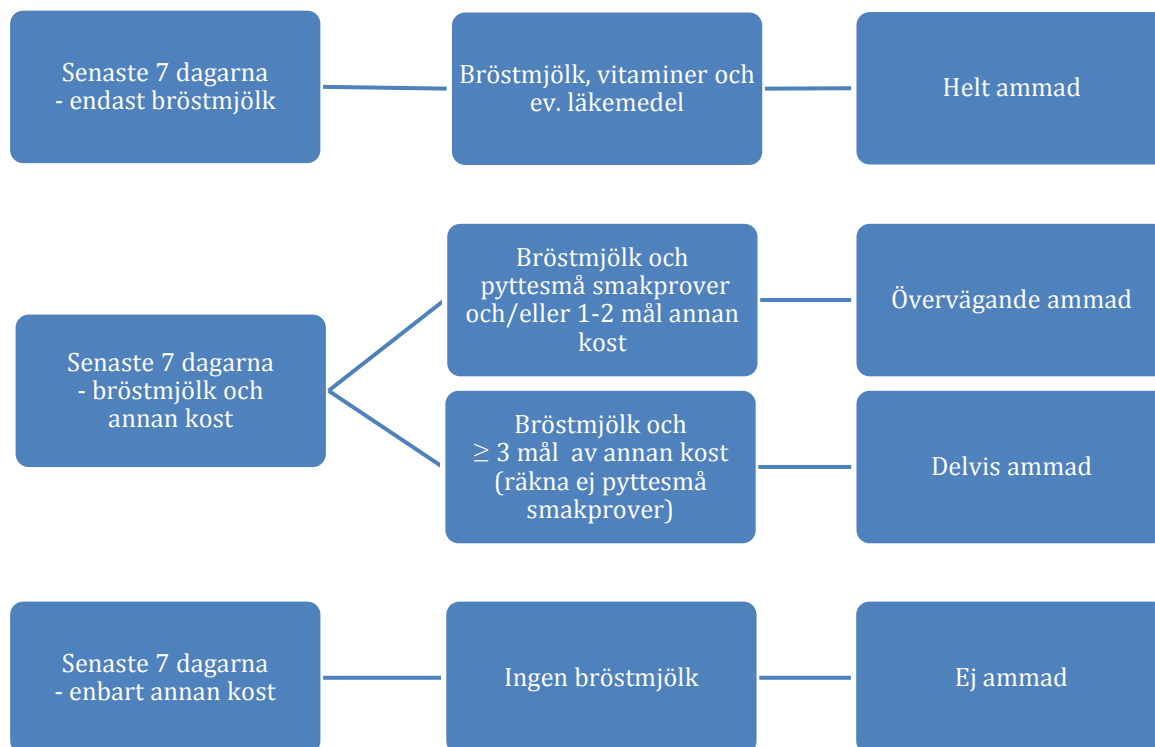 Senaste 7 dagarna
- endast bröstmjölk
Bröstmjölk, vitaminer och
ev. läkemedel
Helt ammad
Senaste 7 dagarna
- bröstmjölk och
annan kost
Bröstmjölk och
pyttesmå smakprover
och/eller 1-2 mål annan
kost
Övervägande ammad
Bröstmjölk och
≥ 3 mål  av annan kost
(räkna ej pyttesmå
smakprover)
Delvis ammad
Senaste 7 dagarna
- enbart annan kost
Ingen bröstmjölk
Ej ammad